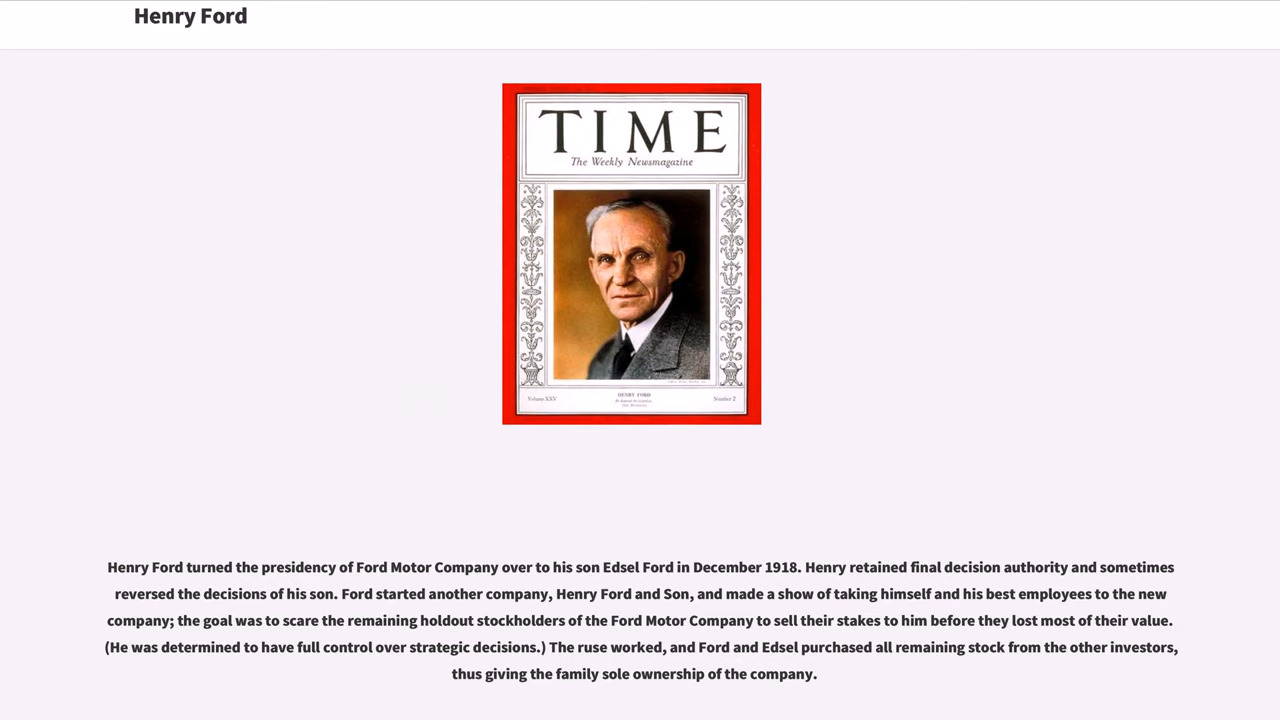 Henry Ford
TIME
The Weekly Newsmagazine
HENRY FORD
Volume XXV
Number 2
Henry Ford turned the presidency of Ford Motor Company over to his son Edsel Ford in December 1918. Henry retained final decision authority and sometimes
reversed the decisions of his son. Ford started another company, Henry Ford and Son, and made a show of taking himself and his best employees to the new
company; the goal was to scare the remaining holdout stockholders of the Ford Motor Company to sell their stakes to him before they lost most of their value.
(He was determined to have full control over strategic decisions.) The ruse worked, and Ford and Edsel purchased all remaining stock from the other investors,
thus giving the family sole ownership of the company.